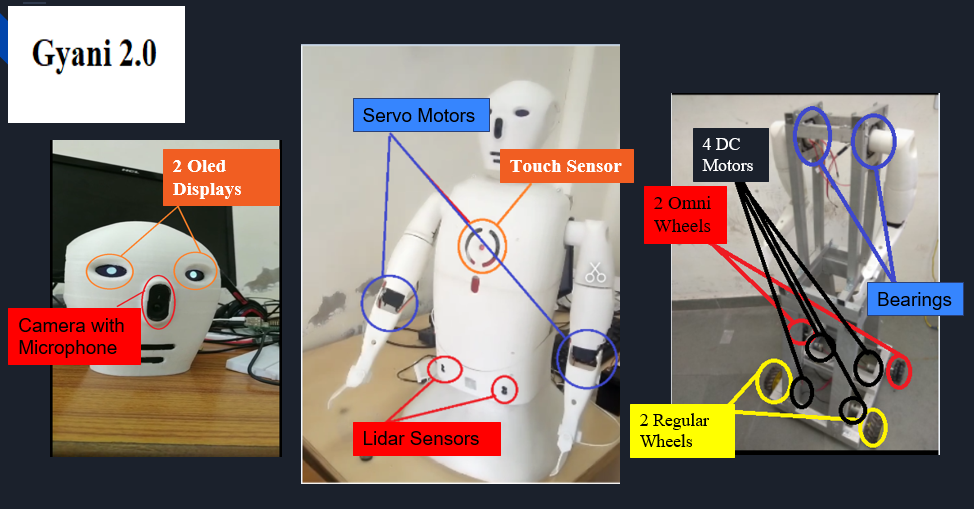 Gyani 2.0
2 Oled
Displays
Camera with
Microphone
Servo Motors
Touch Sensor
Lidar Sensors
4 DC
Motors
2 Omni
Wheels
Bearings
2 Regular
Wheels